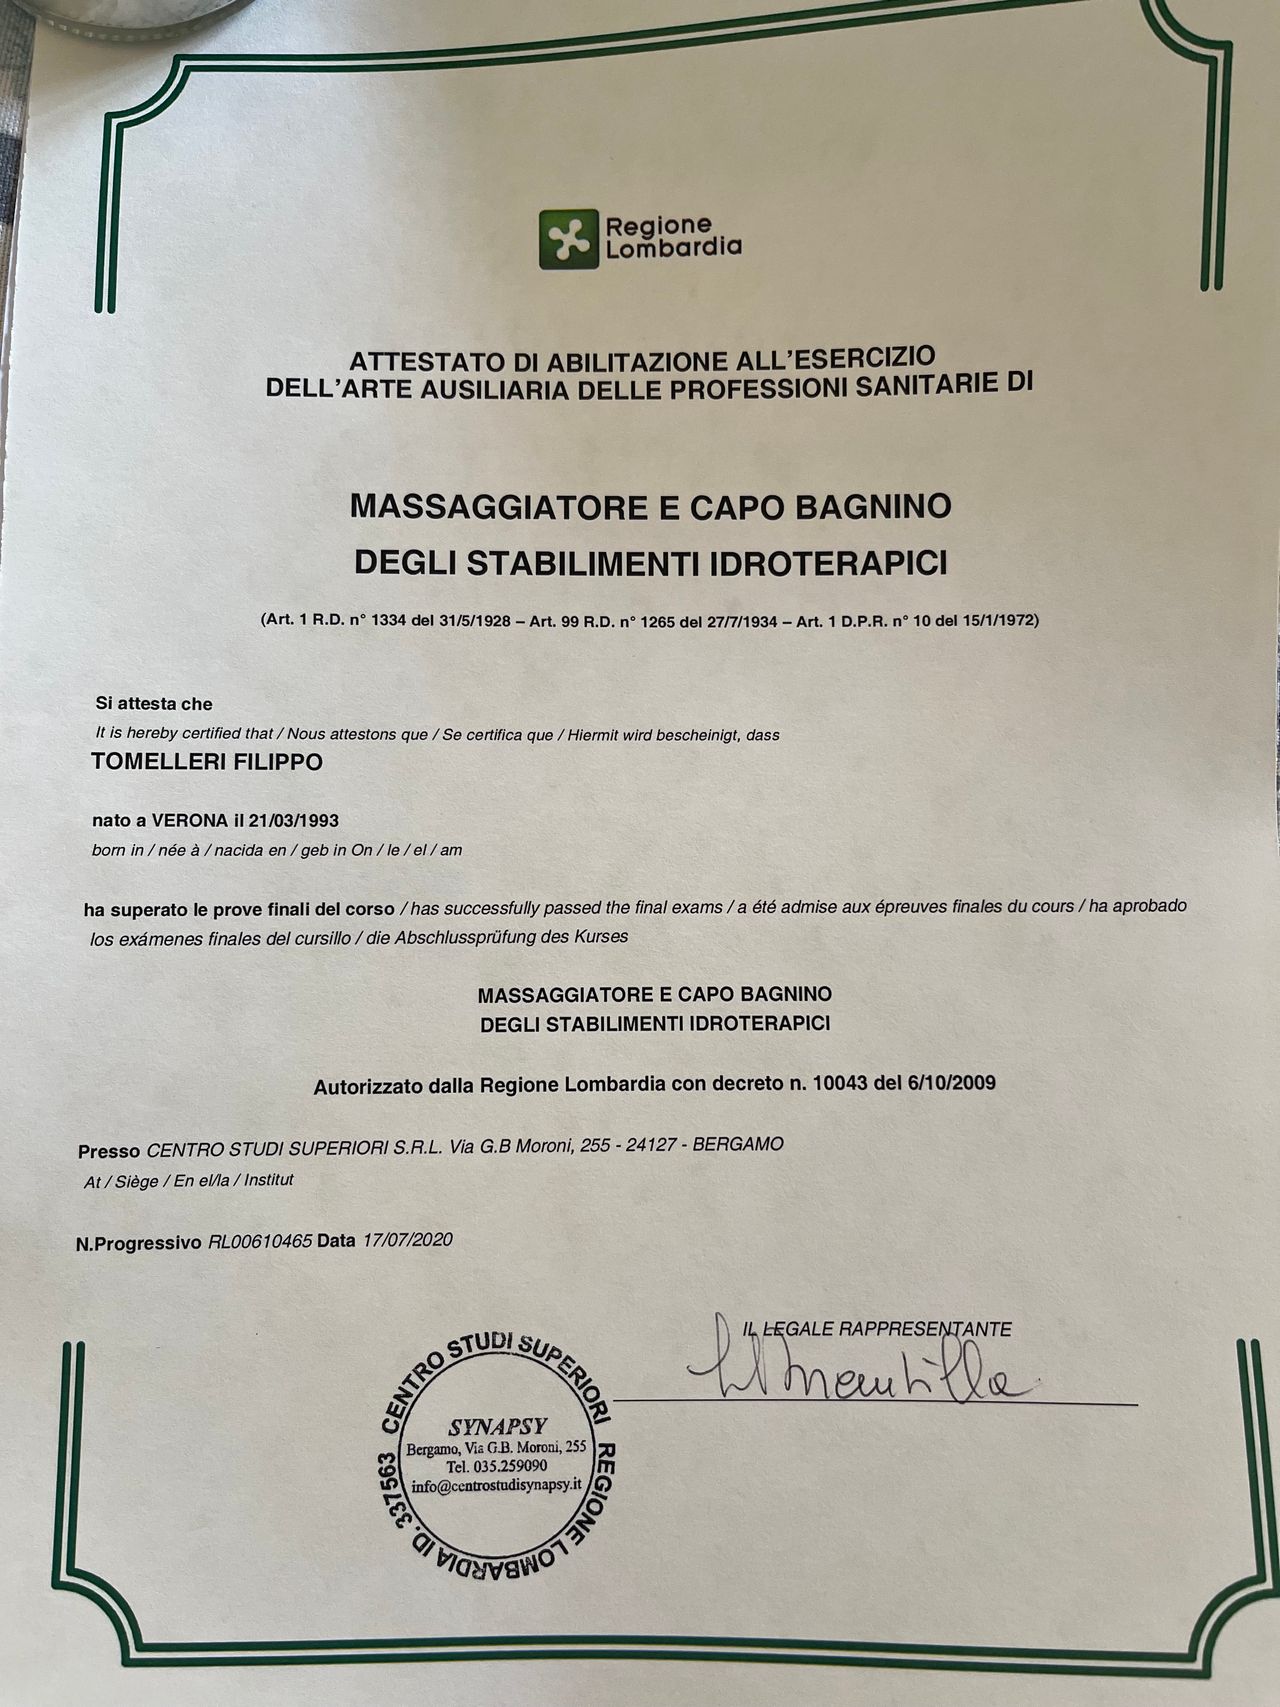 Regione
Lombardia
ATTESTATO DI ABILITAZIONE ALL'ESERCIZIO
DELL'ARTE AUSILIARIA DELLE PROFESSIONI SANITARIE DI
MASSAGGIATORE E CAPO BAGNINO
DEGLI STABILIMENTI IDROTERAPICI
(Art. 1 R.D. n° 1334 del 31/5/1928 – Art. 99 R.D. n° 1265 del 27/7/1934 – Art. 1 D.P.R. n° 10 del 15/1/1972)
Si attesta che
It is hereby certified that / Nous attestons que / Se certifica que / Hiermit wird bescheinigt, dass
TOMELLERI FILIPPO
nato a VERONA il 21/03/1993
born in / née à / nacida en / geb in On / le / el / am
ha superato le prove finali del corso / has successfully passed the final exams / a été admise aux épreuves finales du cours / ha aprobado
los exámenes finales del cursillo / die Abschlussprüfung des Kurses
MASSAGGIATORE E CAPO BAGNINO
DEGLI STABILIMENTI IDROTERAPICI
Autorizzato dalla Regione Lombardia con decreto n. 10043 del 6/10/2009
Presso CENTRO STUDI SUPERIORI S.R.L. Via G.B Moroni, 255 - 24127 - BERGAMO
At / Siège / En el/la / Institut
N.Progressivo RL00610465 Data 17/07/2020
IL LEGALE RAPPRESENTANTE
CENTRO STUDI SUPERIORI REGIONE LOMBARDIA ID. 337563
SYNAPSY
Bergamo, Via G.B. Moroni, 255
Tel. 035.259090
info@centrostudisynapsy.it